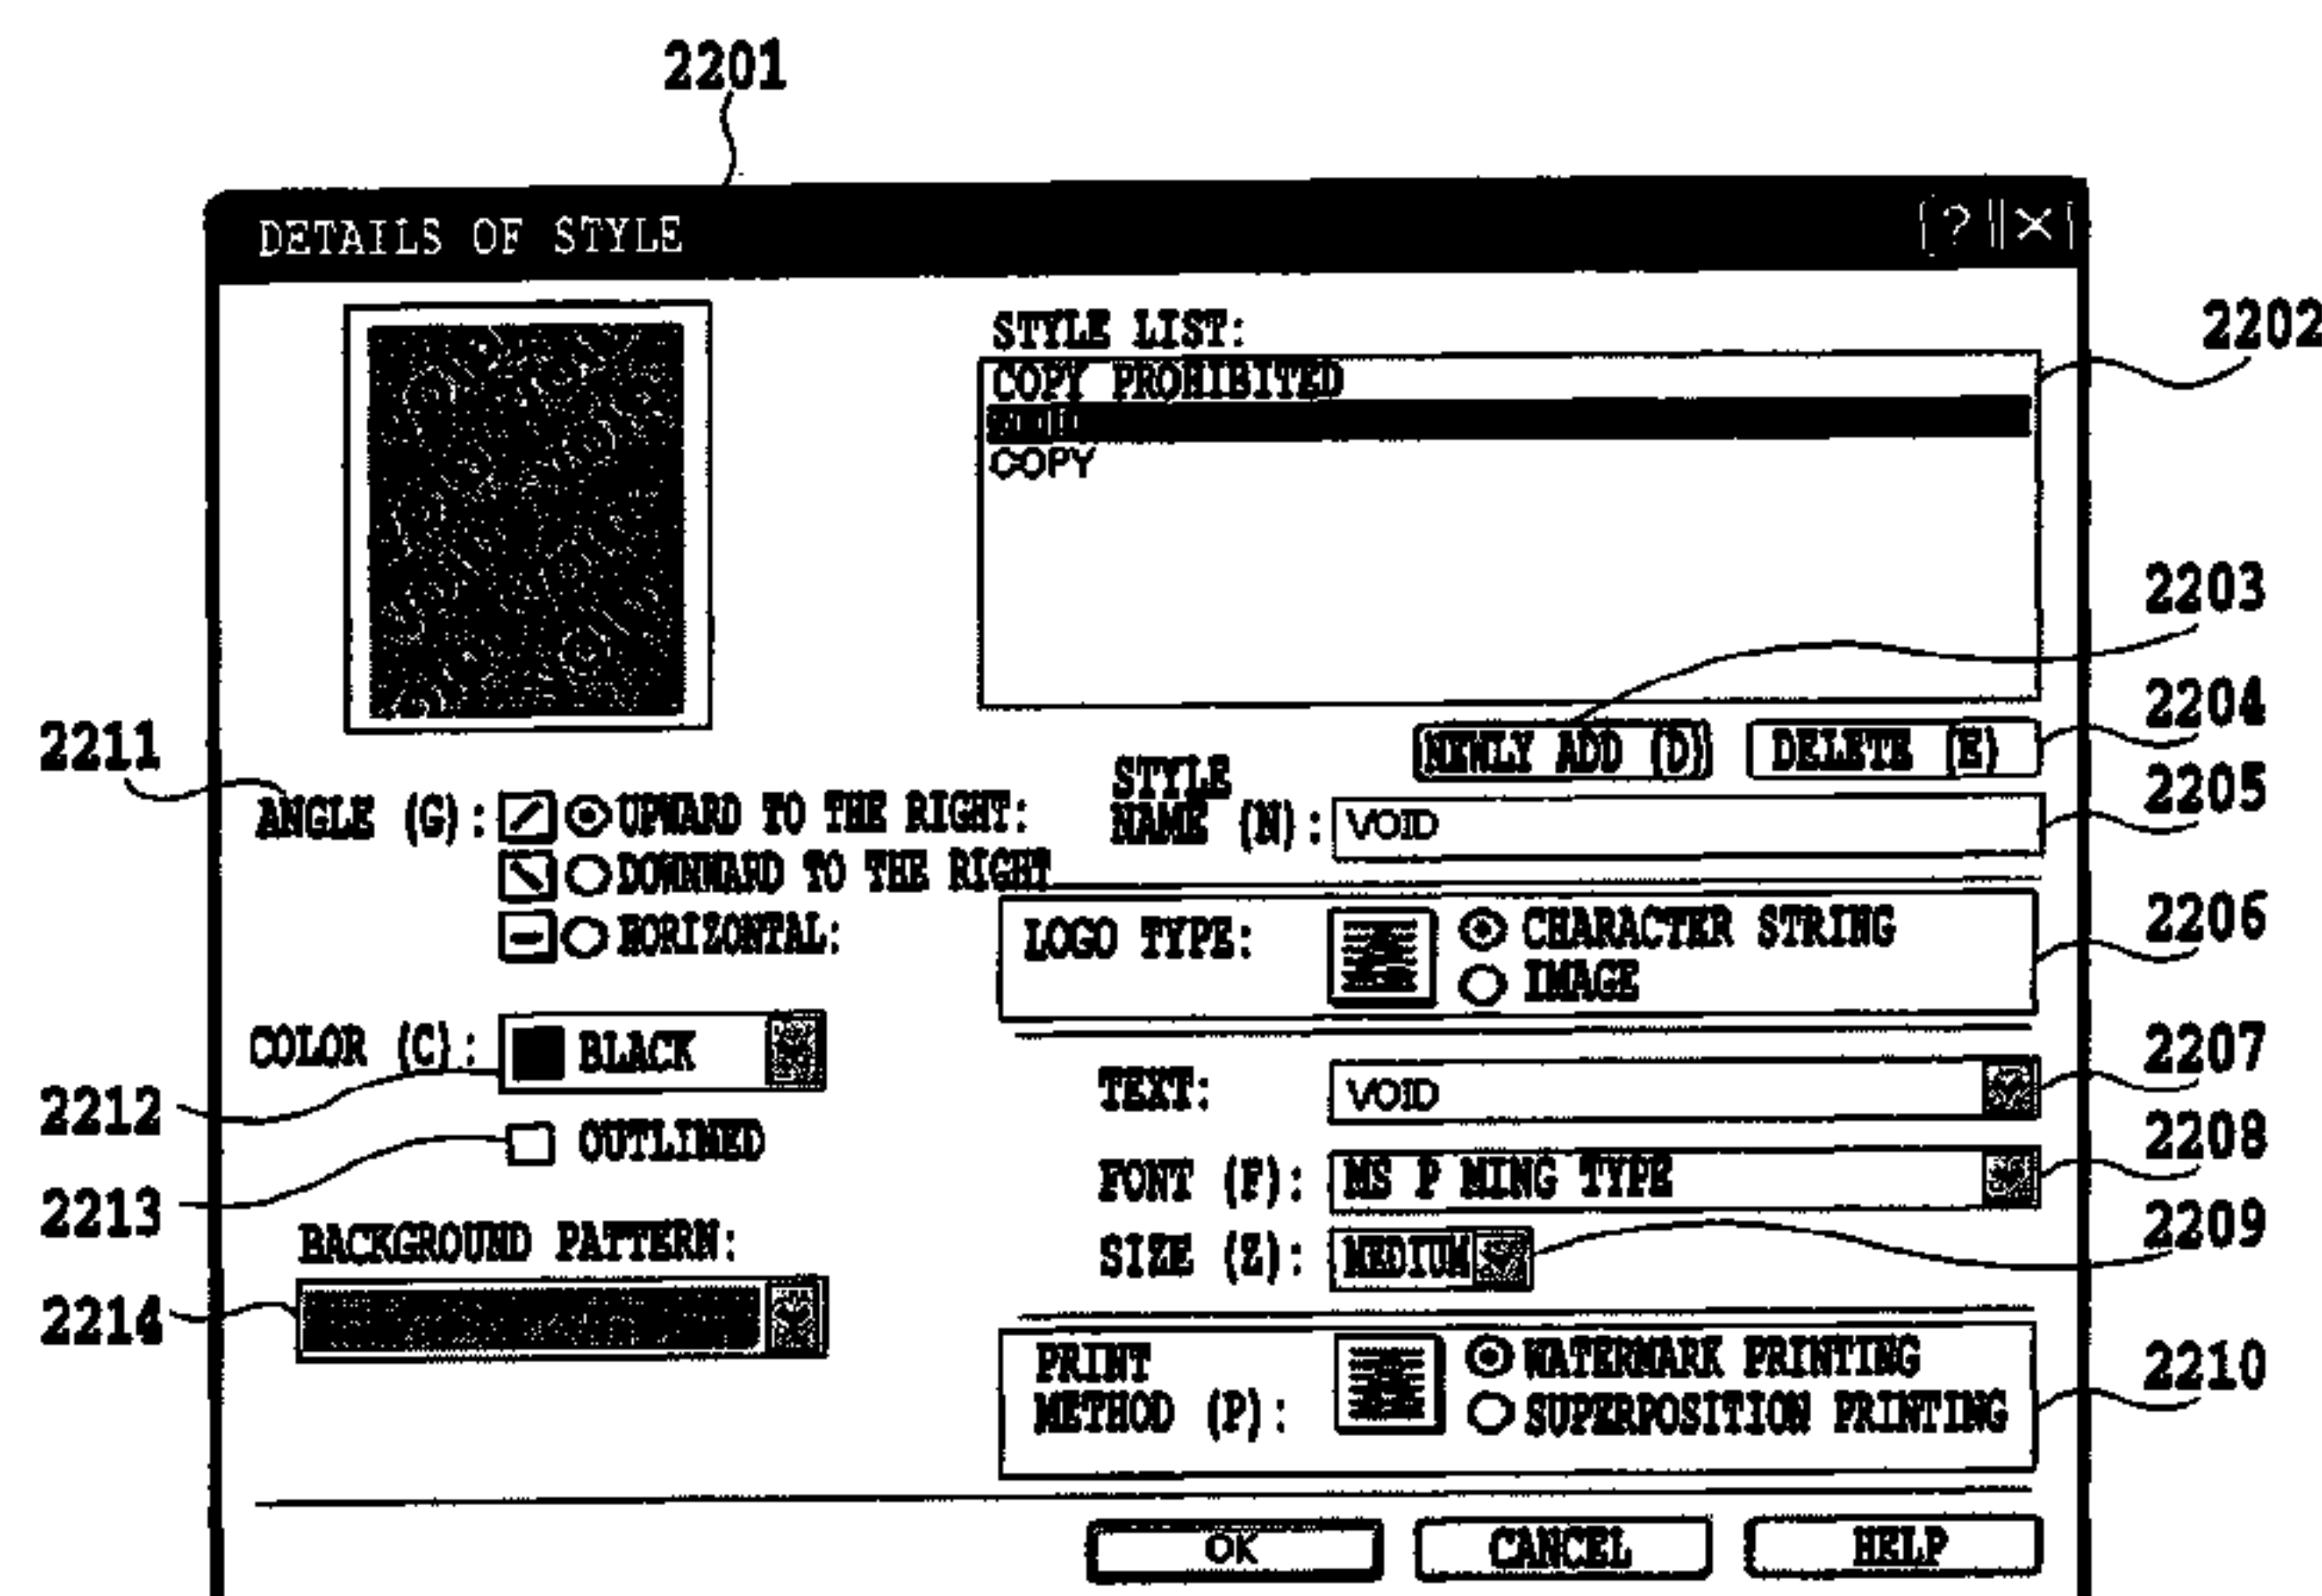 2201
DETAILS OF STYLE ? X
STYLE LIST:
2202
COPY PROHIBITED
VOID
COPY
2203
NEWLY ADD (D) DELETE (E)
2204
STYLE
NAME (N): VOID
2205
2211
ANGLE (G): UPWARD TO THE RIGHT:
DOWNWARD TO THE RIGHT
HORIZONTAL:
LOGO TYPE: CHARACTER STRING
IMAGE
2206
COLOR (C): BLACK
2212
OUTLINED
2213
TEXT: VOID
2207
FONT (F): MS P MING TYPE
2208
SIZE (Z): MEDIUM
2209
BACKGROUND PATTERN:
2214
PRINT
METHOD (P): WATERMARK PRINTING
SUPERPOSITION PRINTING
2210
OK CANCEL HELP